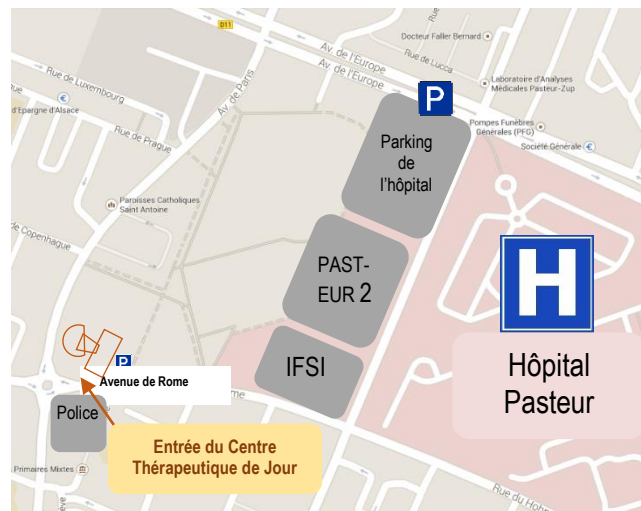 D11
Docteur Faller Bernard
Av. de l'Europe
Rue de Lucca
Av. de l'Europe
Laboratoire d'Analyses
Médicales Pasteur-Zup
Rue de Luxembourg
Av. de Paris
P
d'Epargne d'Alsace
€
Rue de Prague
Pompes Funèbres
Générales (PFG)
Société Générale
€
Parking
de
l'hôpital
Paroisses Catholiques
Saint Antoine
de Copenhague
PAST-
EUR 2
H
Hôpital
Pasteur
IFSI
P
Avenue de Rome
Police
Entrée du Centre
Thérapeutique de Jour
s Primaires Mixtes
Rue du Hohn